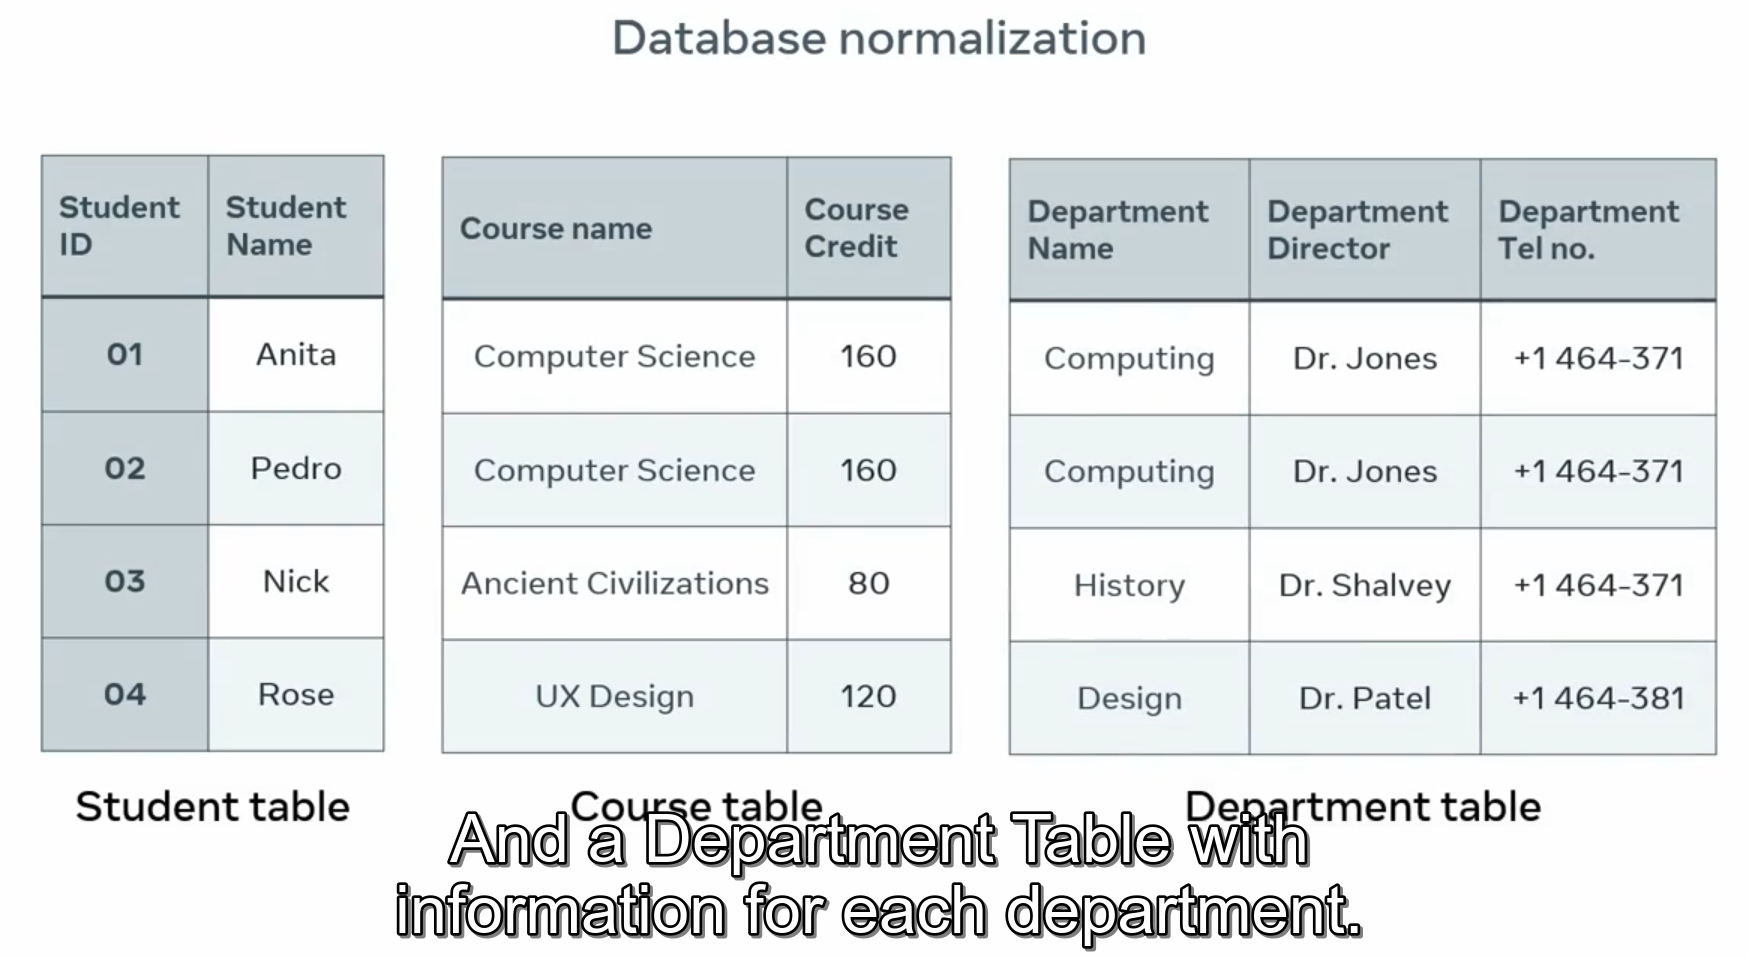 Database normalization
Student ID Student Name
01 Anita
02 Pedro
03 Nick
04 Rose
Student table
Course name Course Credit
Computer Science 160
Computer Science 160
Ancient Civilizations 80
UX Design 120
Course table
Department Name Department Director Department Tel no.
Computing Dr. Jones +1 464-371
Computing Dr. Jones +1 464-371
History Dr. Shalvey +1 464-371
Design Dr. Patel +1 464-381
Department table
And a Department Table with
information for each department.